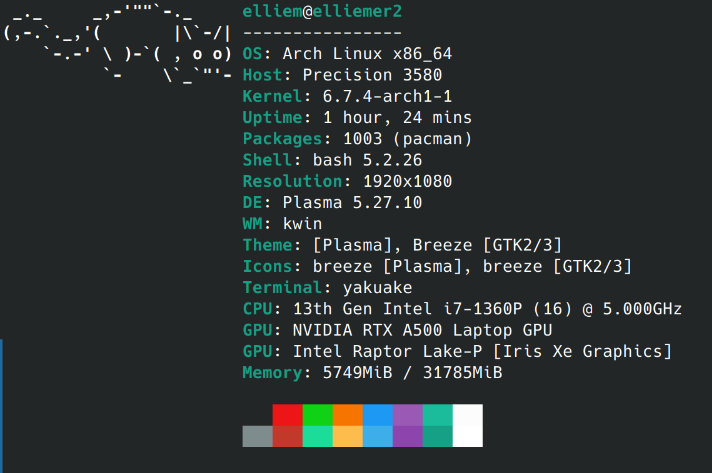 elliem@elliemer2
----------------
OS: Arch Linux x86_64
Host: Precision 3580
Kernel: 6.7.4-arch1-1
Uptime: 1 hour, 24 mins
Packages: 1003 (pacman)
Shell: bash 5.2.26
Resolution: 1920x1080
DE: Plasma 5.27.10
WM: kwin
Theme: [Plasma], Breeze [GTK2/3]
Icons: breeze [Plasma], breeze [GTK2/3]
Terminal: yakuake
CPU: 13th Gen Intel i7-1360P (16) @ 5.000GHz
GPU: NVIDIA RTX A500 Laptop GPU
GPU: Intel Raptor Lake-P [Iris Xe Graphics]
Memory: 5749MiB / 31785MiB